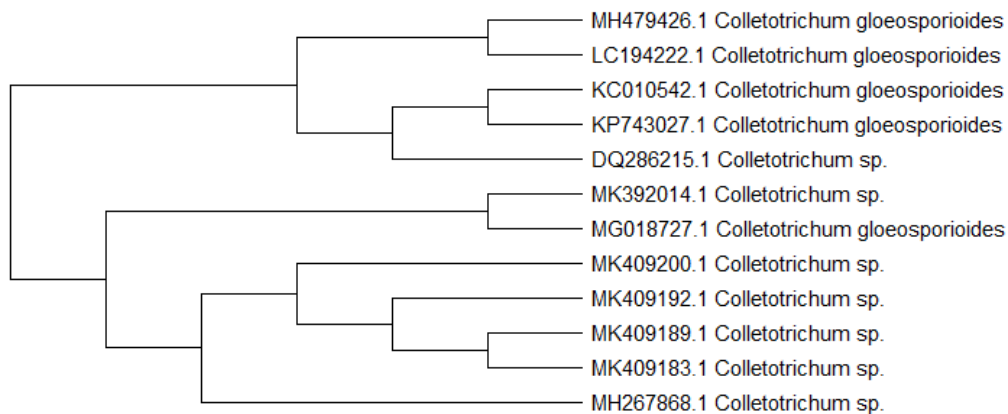 MH479426.1 Colletotrichum gloeosporioides
LC194222.1 Colletotrichum gloeosporioides
KC010542.1 Colletotrichum gloeosporioides
KP743027.1 Colletotrichum gloeosporioides
DQ286215.1 Colletotrichum sp.
MK392014.1 Colletotrichum sp.
MG018727.1 Colletotrichum gloeosporioides
MK409200.1 Colletotrichum sp.
MK409192.1 Colletotrichum sp.
MK409189.1 Colletotrichum sp.
MK409183.1 Colletotrichum sp.
MH267868.1 Colletotrichum sp.